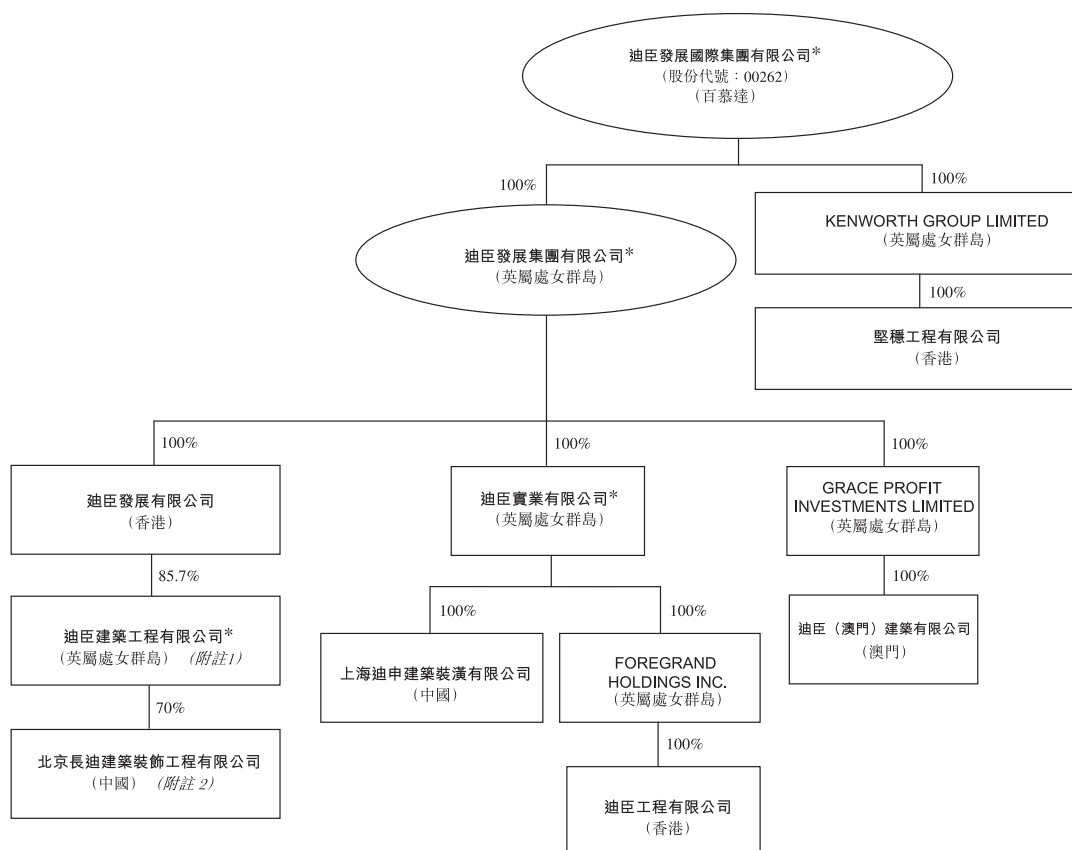 迪臣發展國際集團有限公司*
(股份代號：00262)
(百慕達)
100%
100%
迪臣發展集團有限公司*
(英屬處女群島)
KENWORTH GROUP LIMITED
(英屬處女群島)
100%
堅穩工程有限公司
(香港)
100%
100%
100%
廸臣發展有限公司
(香港)
迪臣實業有限公司*
(英屬處女群島)
GRACE PROFIT
INVESTMENTS LIMITED
(英屬處女群島)
85.7%
100%
100%
100%
迪臣建築工程有限公司*
(英屬處女群島) (附註1)
上海迪申建築裝潢有限公司
(中國)
FOREGRAND
HOLDINGS INC.
(英屬處女群島)
迪臣（澳門）建築有限公司
(澳門)
70%
100%
北京長迪建築裝飾工程有限公司
(中國) (附註 2)
迪臣工程有限公司
(香港)